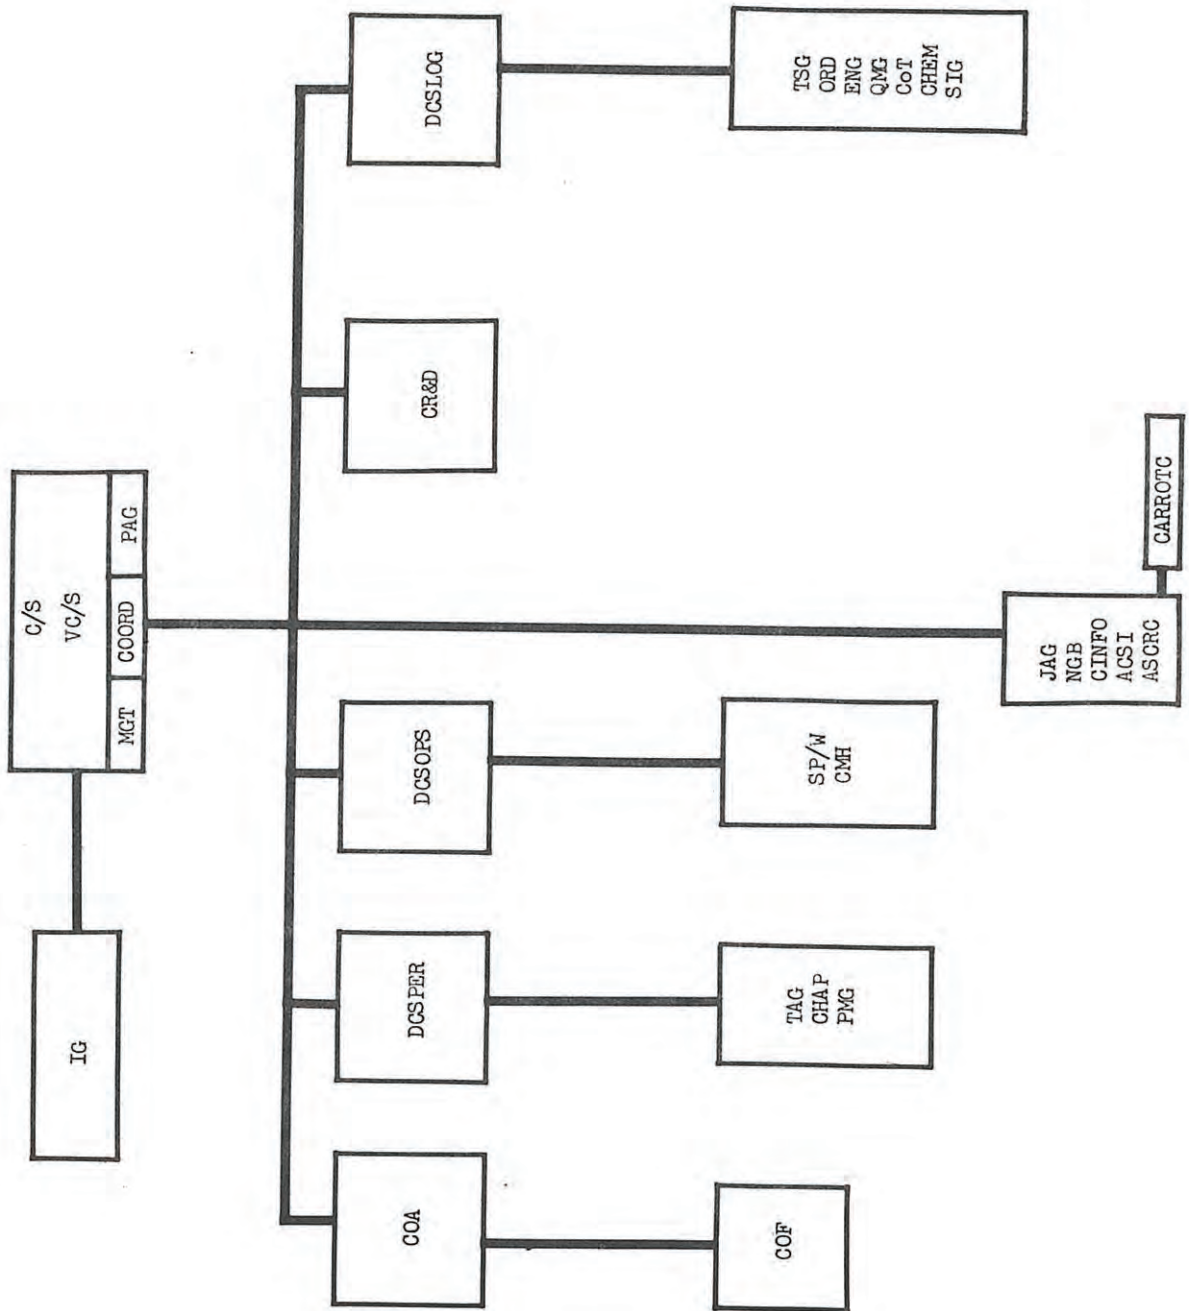 C/S
VC/S
MGT
COORD
PAG
IG
COA
DCSPER
DCSOPS
CR&D
DCSLOG
COF
TAG
CHAP
PMG
SP/W
CMH
TSG
ORD
ENG
QMG
CoT
CHEM
SIG
JAG
NGB
CINFO
ACSI
ASCRC
CARROTC